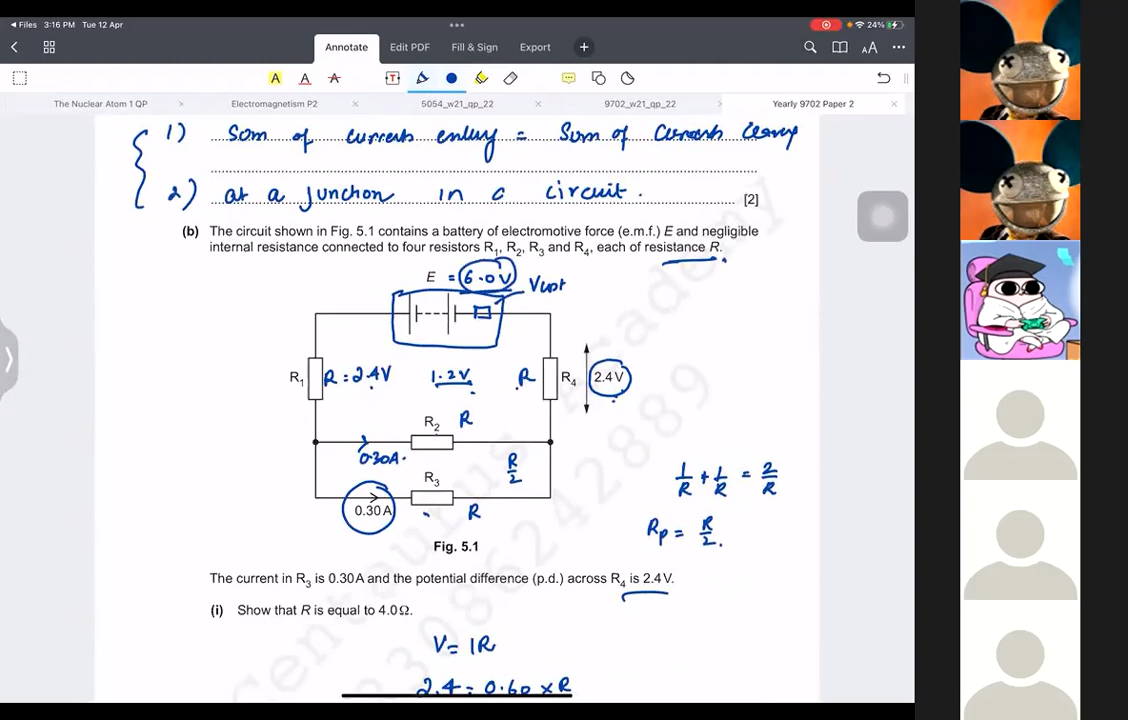 Files 3:16 PM Tue 12 Apr 24%
Annotate Edit PDF Fill & Sign Export
The Nuclear Atom 1 QP Electromagnetism P2 5054_w21_qp_22 9702_w21_qp_22 Yearly 9702 Paper 2
1) Sum of currents entering = Sum of currents leaving
2) at a junction in a circuit. [2]
(b) The circuit shown in Fig. 5.1 contains a battery of electromotive force (e.m.f.) E and negligible
internal resistance connected to four resistors R1, R2, R3 and R4, each of resistance R.
E = 6.0V
Vlost
R1 R = 2.4V 1.2V R R4 2.4V
R2 R
0.30A.
R/2
R3
0.30A R
1/R + 1/R = 2/R
Rp = R/2.
Fig. 5.1
The current in R3 is 0.30A and the potential difference (p.d.) across R4 is 2.4V.
(i) Show that R is equal to 4.0Ω.
V = IR
2.4 = 0.60 × R